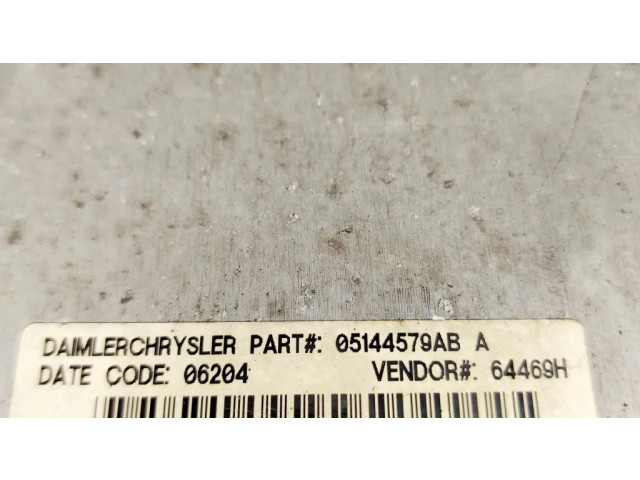 DAIMLERCHRYSLER PART#: 05144579AB A
DATE CODE: 06204 VENDOR#: 64469H